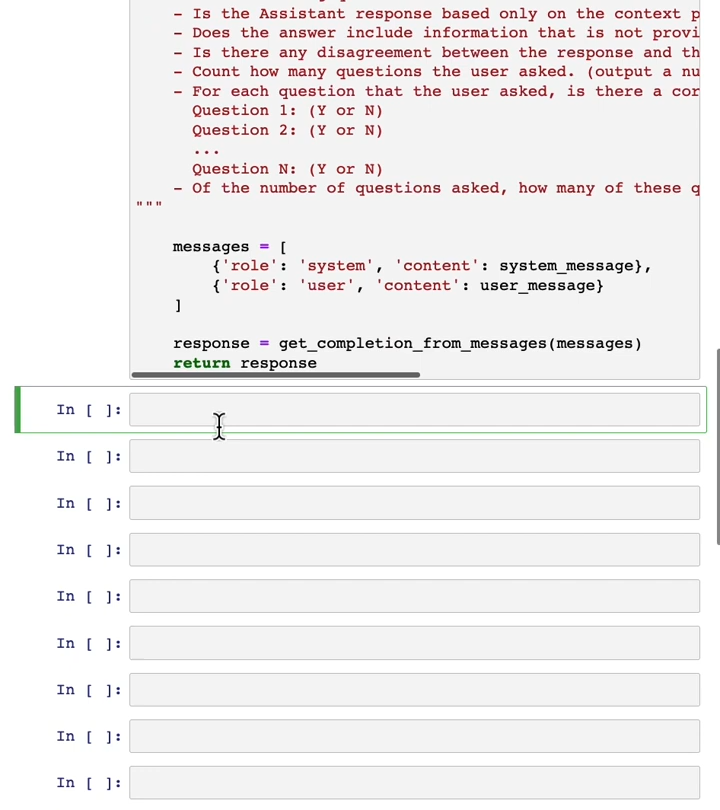 - Is the Assistant response based only on the context
- Does the answer include information that is not
- Is there any disagreement between the response and
- Count how many questions the user asked. (output a
- For each question that the user asked, is there a
Question 1: (Y or N)
Question 2: (Y or N)
...
Question N: (Y or N)
- Of the number of questions asked, how many of these
"""
messages = [
{'role': 'system', 'content': system_message},
{'role': 'user', 'content': user_message}
]
response = get_completion_from_messages(messages)
return response
In [ ]:
In [ ]:
In [ ]:
In [ ]:
In [ ]:
In [ ]:
In [ ]:
In [ ]:
In [ ]: